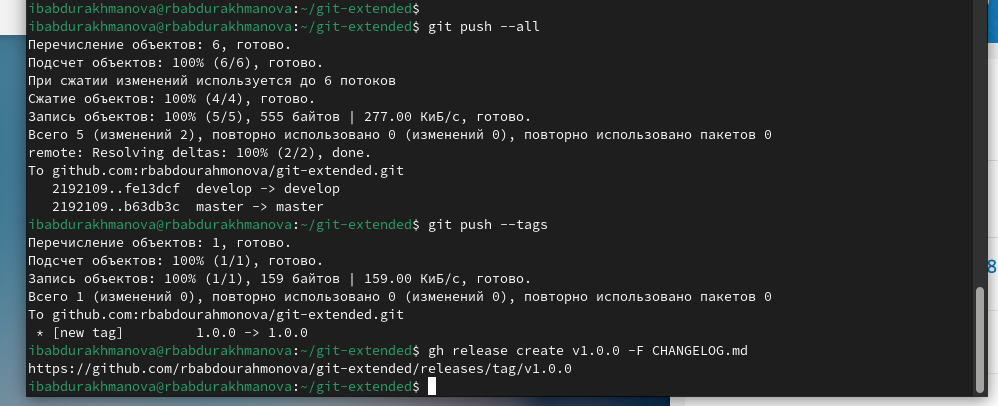 ibabdurakhmanova@rbabdurakhmanova:~/git-extended$
ibabdurakhmanova@rbabdurakhmanova:~/git-extended$ git push --all
Перечисление объектов: 6, готово.
Подсчет объектов: 100% (6/6), готово.
При сжатии изменений используется до 6 потоков
Сжатие объектов: 100% (4/4), готово.
Запись объектов: 100% (5/5), 555 байтов | 277.00 КиБ/с, готово.
Всего 5 (изменений 2), повторно использовано 0 (изменений 0), повторно использовано пакетов 0
remote: Resolving deltas: 100% (2/2), done.
To github.com:rbabdourahmonova/git-extended.git
   2192109..fe13dcf  develop -> develop
   2192109..b63db3c  master -> master
ibabdurakhmanova@rbabdurakhmanova:~/git-extended$ git push --tags
Перечисление объектов: 1, готово.
Подсчет объектов: 100% (1/1), готово.
Запись объектов: 100% (1/1), 159 байтов | 159.00 КиБ/с, готово.
Всего 1 (изменений 0), повторно использовано 0 (изменений 0), повторно использовано пакетов 0
To github.com:rbabdourahmonova/git-extended.git
 * [new tag]         1.0.0 -> 1.0.0
ibabdurakhmanova@rbabdurakhmanova:~/git-extended$ gh release create v1.0.0 -F CHANGELOG.md
https://github.com/rbabdourahmonova/git-extended/releases/tag/v1.0.0
ibabdurakhmanova@rbabdurakhmanova:~/git-extended$
8